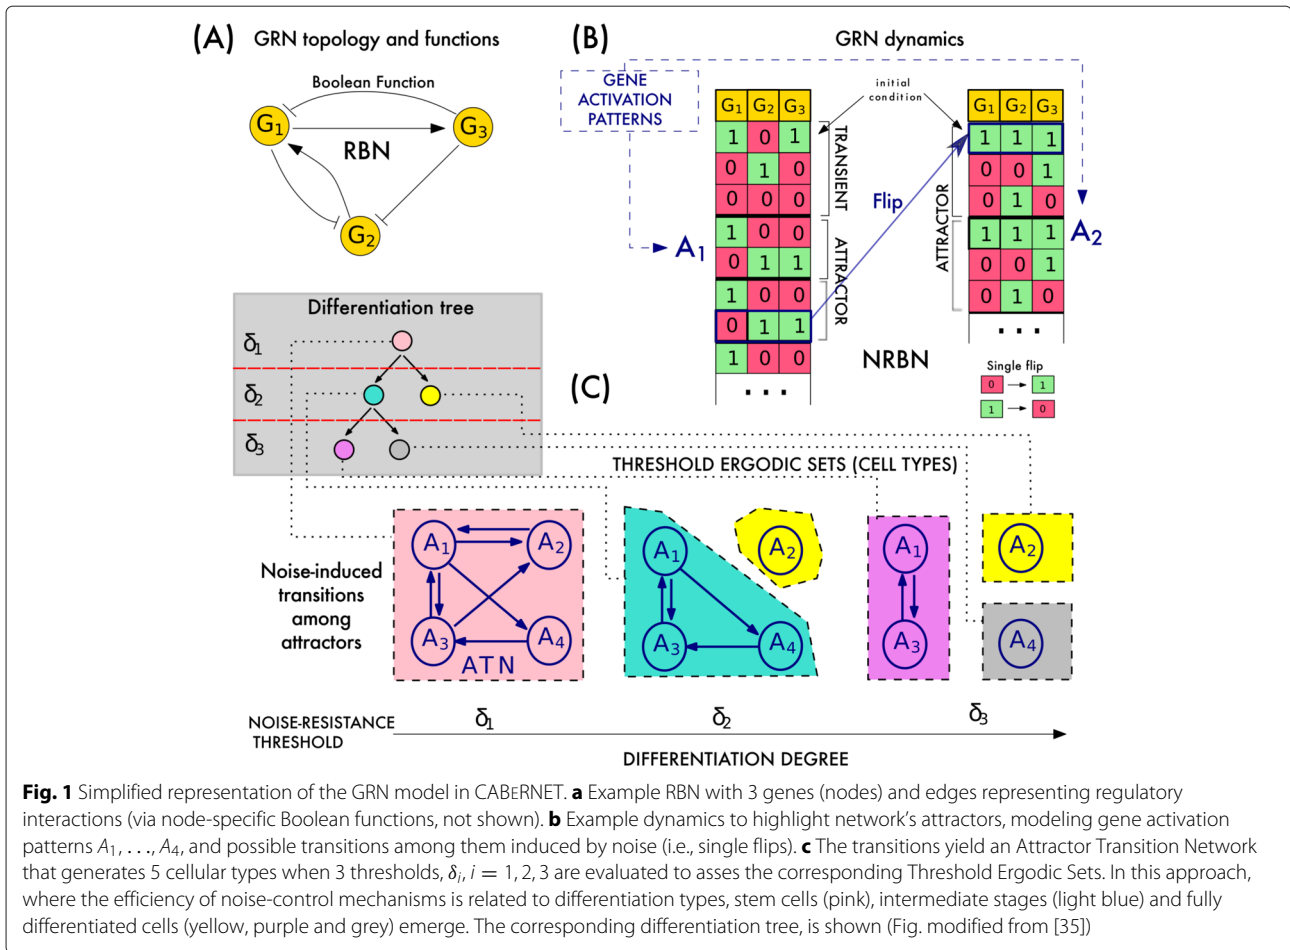 (A) GRN topology and functions
Boolean Function
G1
G3
RBN
G2
(B) GRN dynamics
GENE
ACTIVATION
PATTERNS
initial
condition
G1 G2 G3
1 0 1
0 1 0
0 0 0
1 0 0
0 1 1
1 0 0
0 1 1
1 0 0
...
TRANSIENT
ATTRACTOR
ATTRACTOR
A1
Flip
G1 G2 G3
1 1 1
0 0 1
0 1 0
1 1 1
0 0 1
0 1 0
...
ATTRACTOR
A2
NRBN
Single flip
0 1
1 0
Differentiation tree
δ1
δ2
δ3
(C)
THRESHOLD ERGODIC SETS (CELL TYPES)
Noise-induced
transitions
among
attractors
A1 A2
A3 A4
ATN
A1 A2
A3 A4
A1
A3
A2
A4
NOISE-RESISTANCE
THRESHOLD
δ1 δ2 δ3
DIFFERENTIATION DEGREE
Fig. 1 Simplified representation of the GRN model in CABERNET. a Example RBN with 3 genes (nodes) and edges representing regulatory
interactions (via node-specific Boolean functions, not shown). b Example dynamics to highlight network's attractors, modeling gene activation
patterns A1, . . . , A4, and possible transitions among them induced by noise (i.e., single flips). c The transitions yield an Attractor Transition Network
that generates 5 cellular types when 3 thresholds, δi, i = 1, 2, 3 are evaluated to asses the corresponding Threshold Ergodic Sets. In this approach,
where the efficiency of noise-control mechanisms is related to differentiation types, stem cells (pink), intermediate stages (light blue) and fully
differentiated cells (yellow, purple and grey) emerge. The corresponding differentiation tree, is shown (Fig. modified from [35])